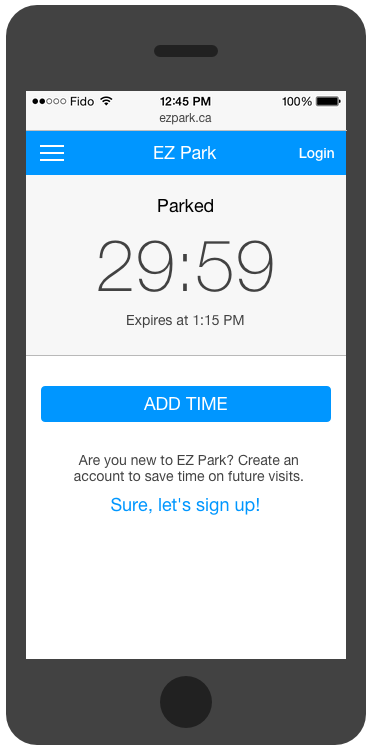 Fido 12:45 PM 100%
ezpark.ca
EZ Park Login
Parked
29:59
Expires at 1:15 PM
ADD TIME
Are you new to EZ Park? Create an
account to save time on future visits.
Sure, let's sign up!